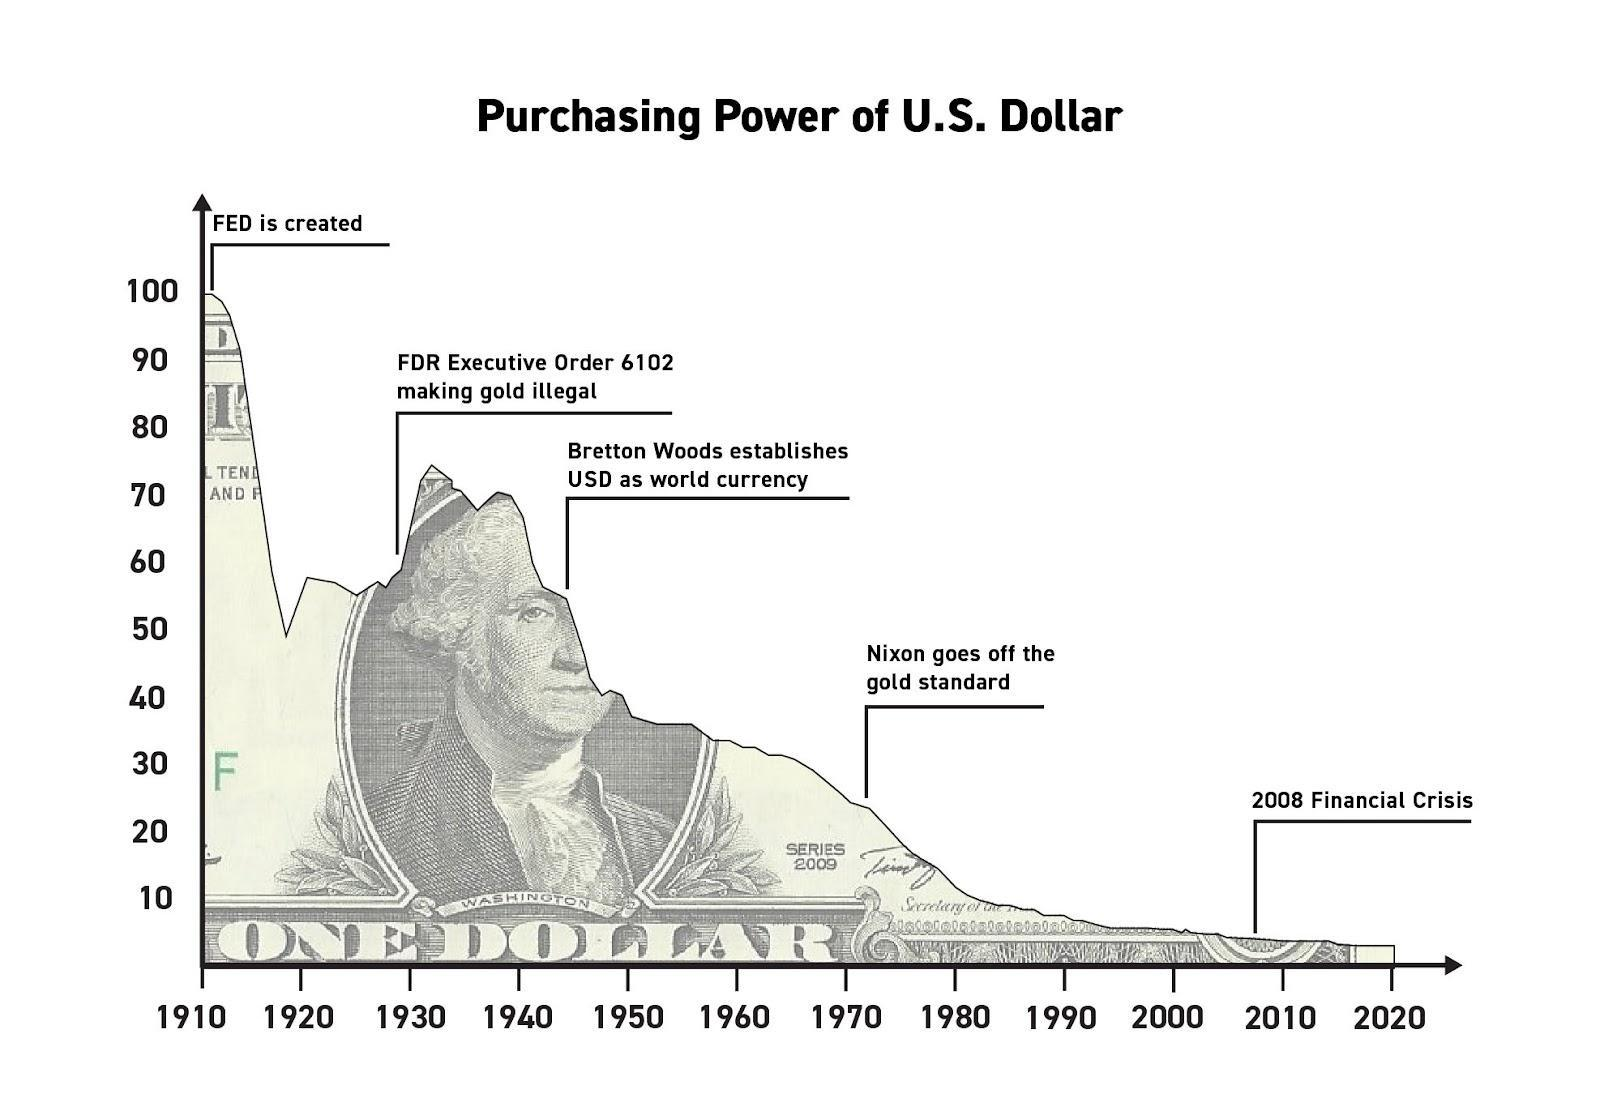 Purchasing Power of U.S. Dollar
FED is created
100
90
80
70
60
50
40
30
20
10
FDR Executive Order 6102
making gold illegal
Bretton Woods establishes
USD as world currency
Nixon goes off the
gold standard
2008 Financial Crisis
D
L TEND
AND F
F
SERIES
2009
Secretary of the
WASHINGTON
ONE DOLLAR
1910 1920 1930 1940 1950 1960 1970 1980 1990 2000 2010 2020